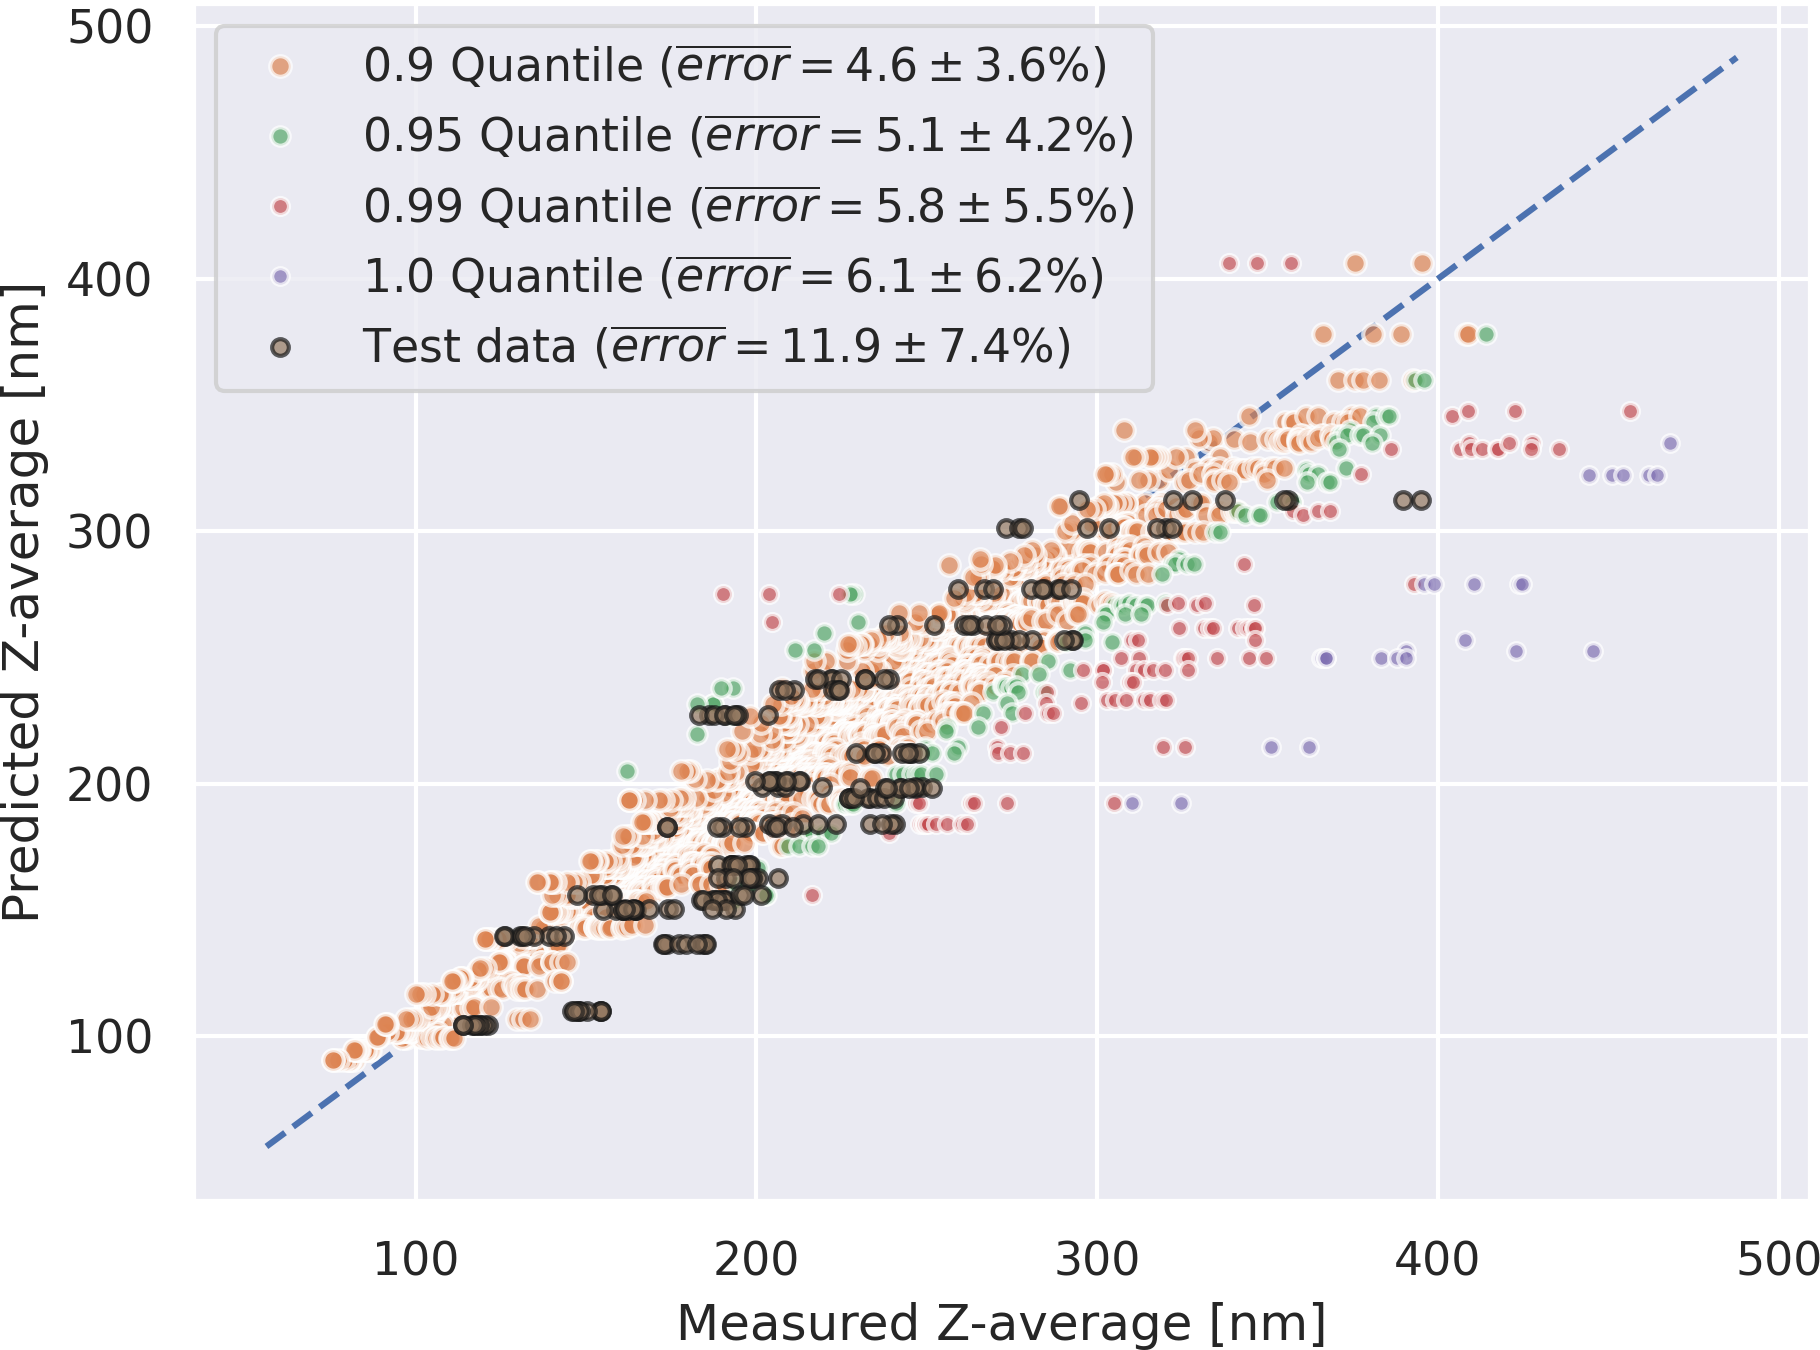 0.9 Quantile (error = 4.6 ± 3.6%)
0.95 Quantile (error = 5.1 ± 4.2%)
0.99 Quantile (error = 5.8 ± 5.5%)
1.0 Quantile (error = 6.1 ± 6.2%)
Test data (error = 11.9 ± 7.4%)
Predicted Z-average [nm]
500
400
300
200
100
100 200 300 400 500
Measured Z-average [nm]